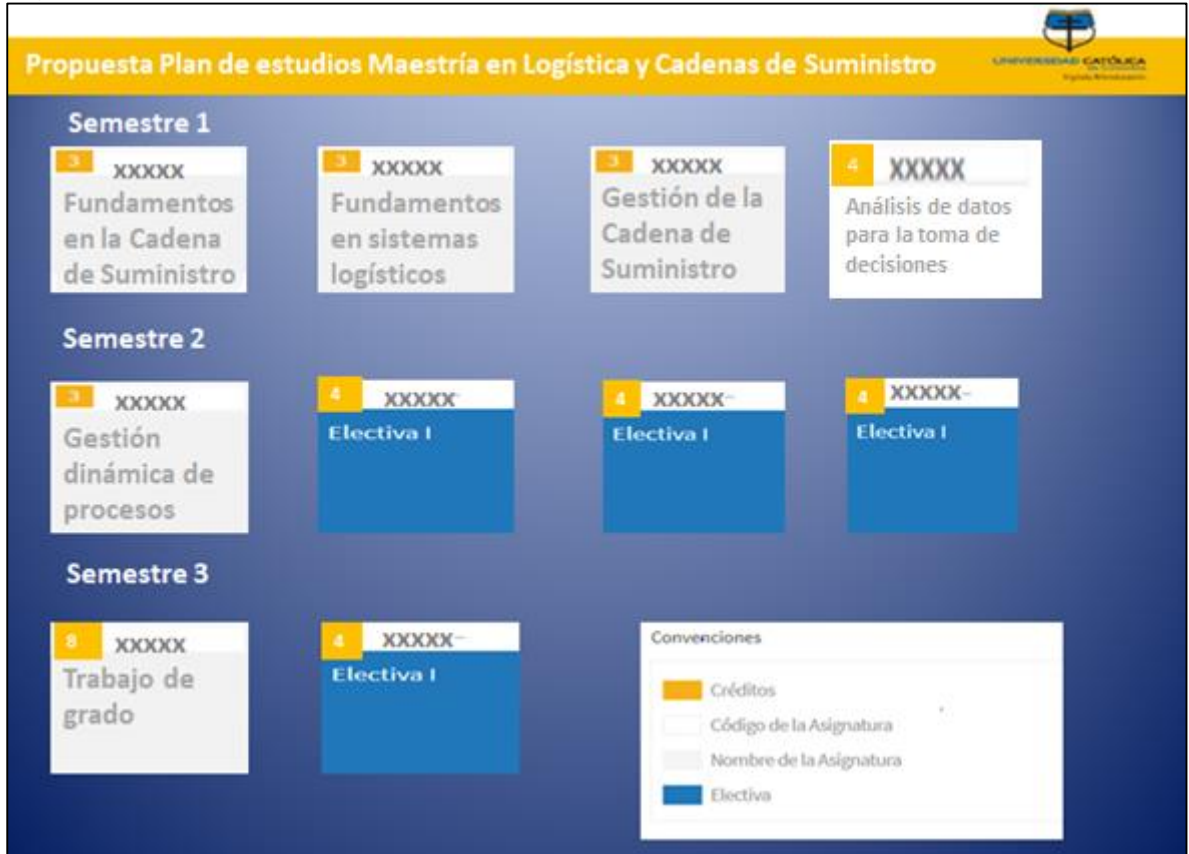 Propuesta Plan de estudios Maestría en Logística y Cadenas de Suministro
UNIVERSIDAD CATÓLICA
Semestre 1
3
XXXXX
Fundamentos
en la Cadena
de Suministro
3
XXXXX
Fundamentos
en sistemas
logísticos
3
XXXXX
Gestión de la
Cadena de
Suministro
4
XXXXX
Análisis de datos
para la toma de
decisiones
Semestre 2
3
XXXXX
Gestión
dinámica de
procesos
4
XXXXX-
Electiva I
4
XXXXX-
Electiva I
4
XXXXX-
Electiva I
Semestre 3
8
XXXXX
Trabajo de
grado
4
XXXXX-
Electiva I
Convenciones
Créditos
Código de la Asignatura
Nombre de la Asignatura
Electiva